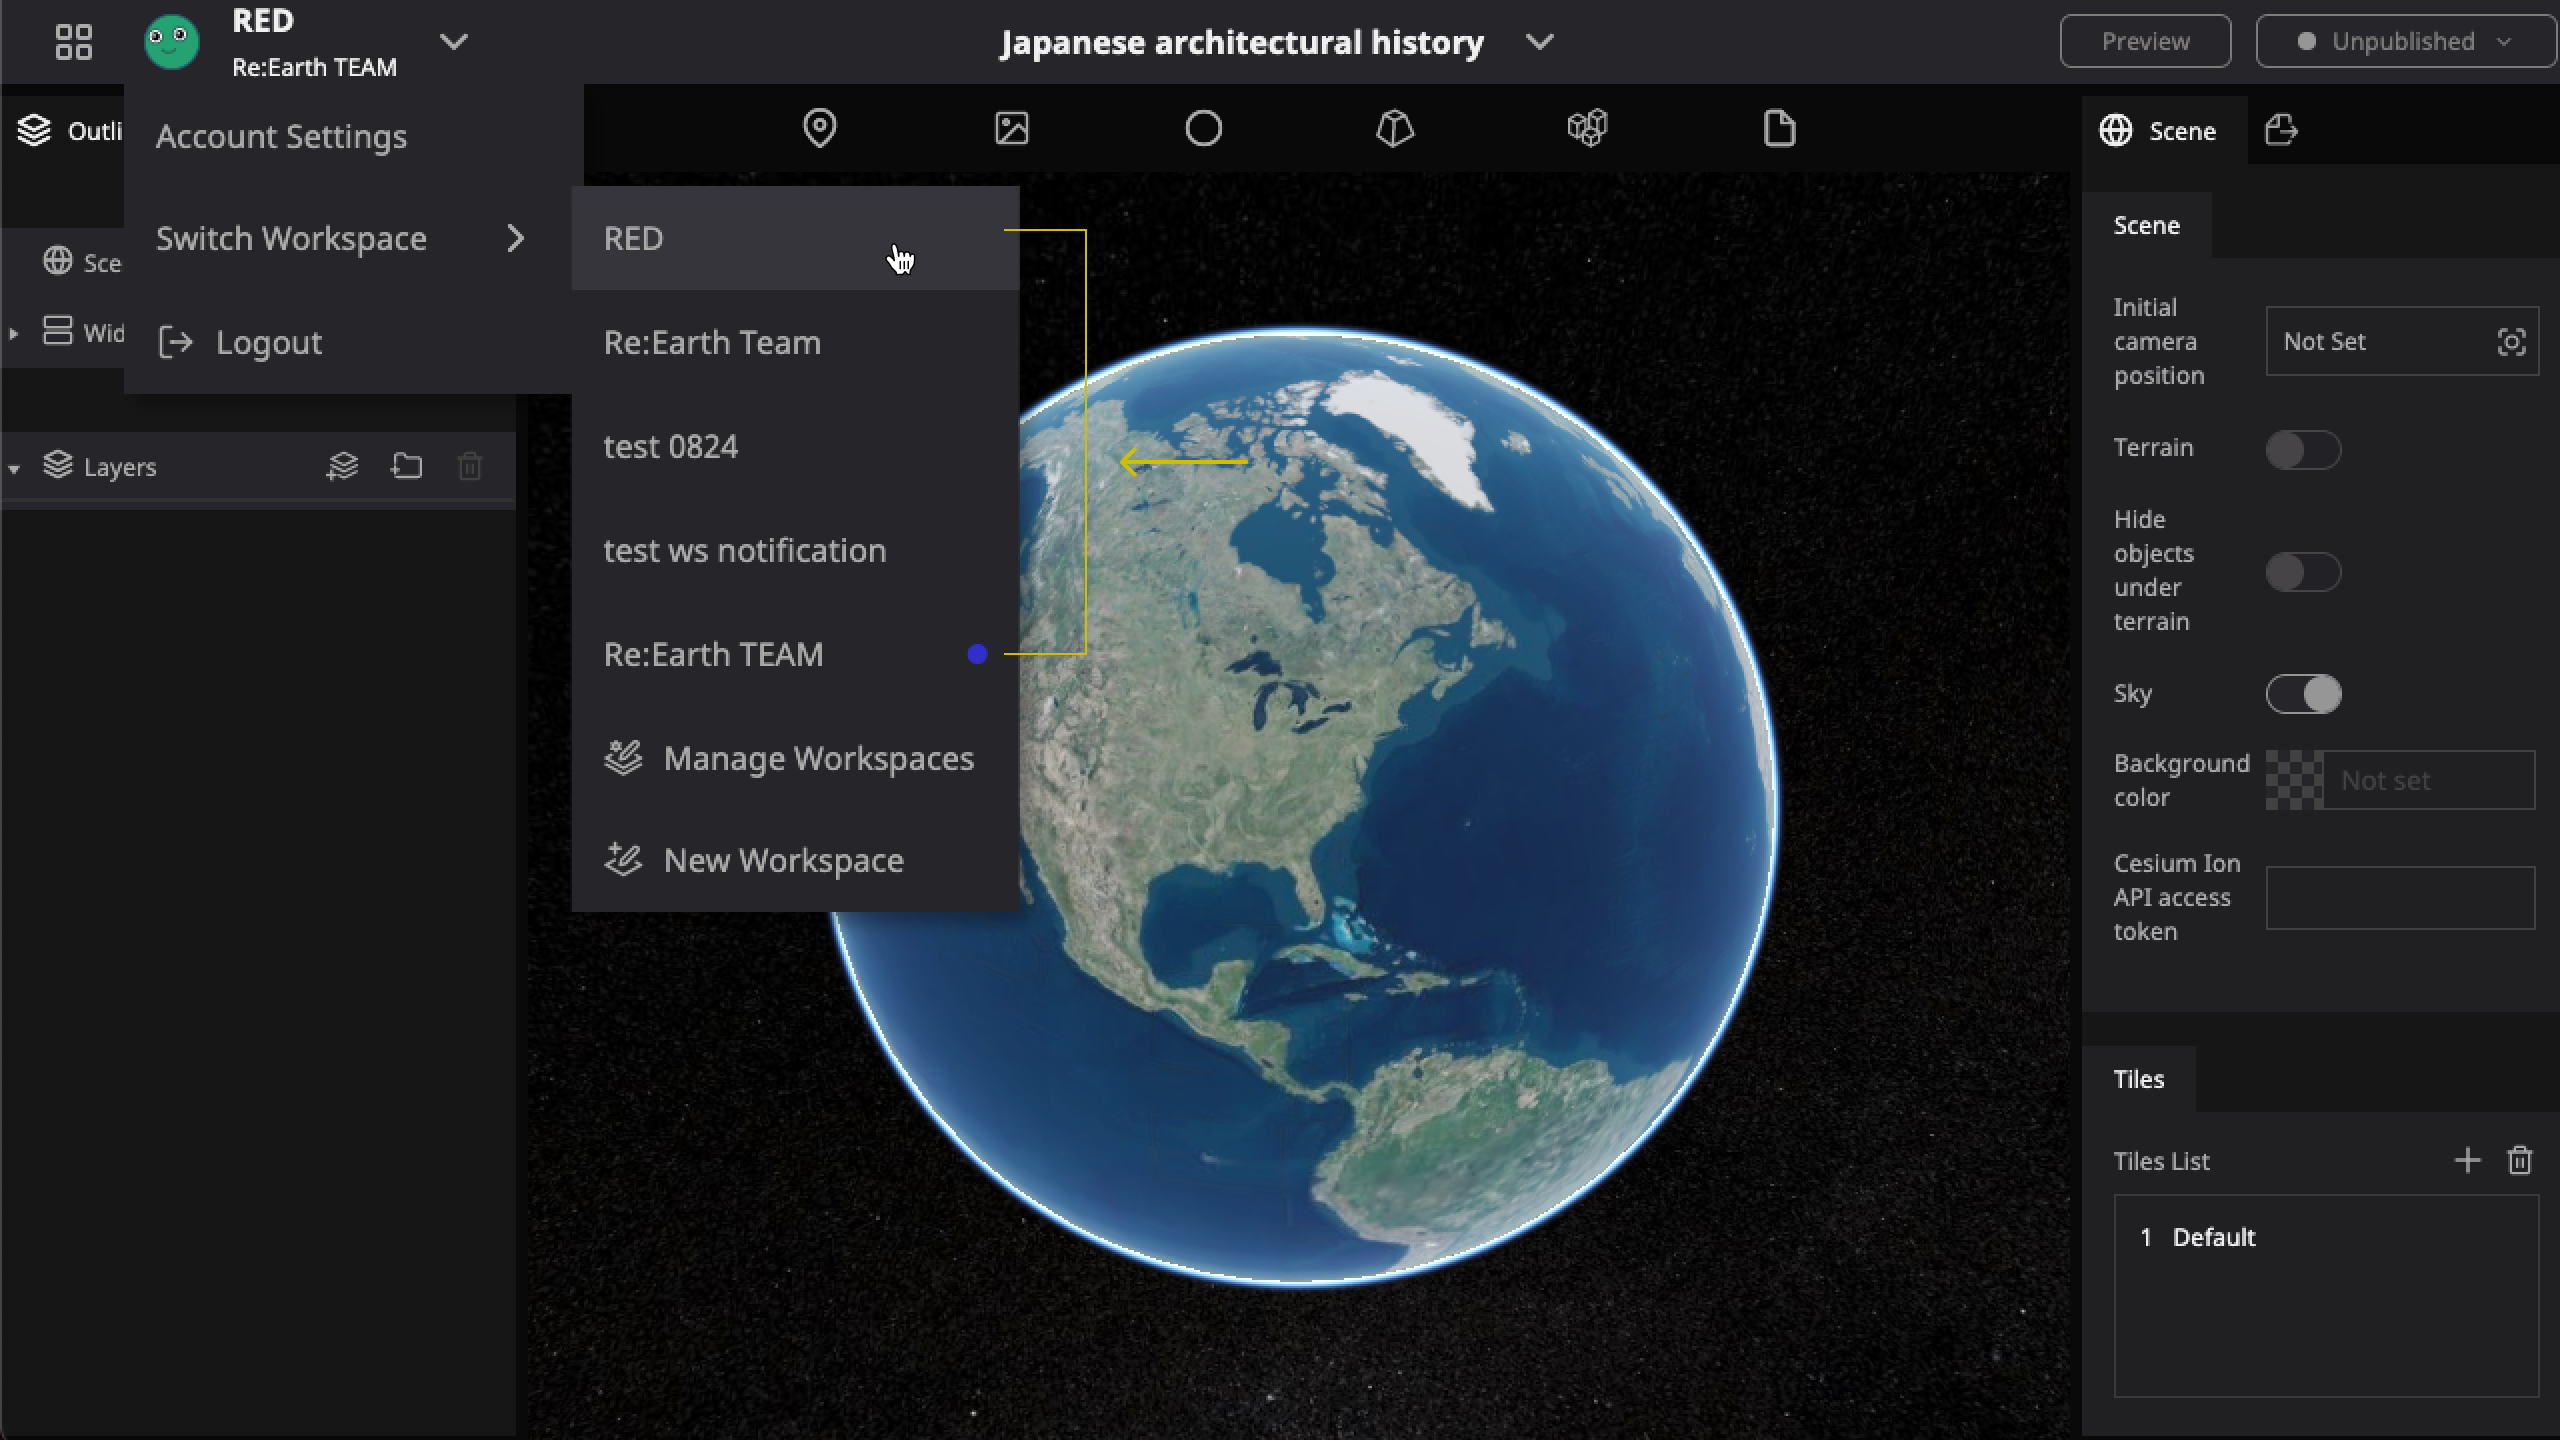 RED
Re:Earth TEAM
Japanese architectural history
Preview
Unpublished
Outli
Account Settings
Switch Workspace
Logout
Sce
Wid
Layers
RED
Re:Earth Team
test 0824
test ws notification
Re:Earth TEAM
Manage Workspaces
New Workspace
Scene
Scene
Initial
camera
position
Not Set
Terrain
Hide
objects
under
terrain
Sky
Background
color
Not set
Cesium Ion
API access
token
Tiles
Tiles List
1 Default